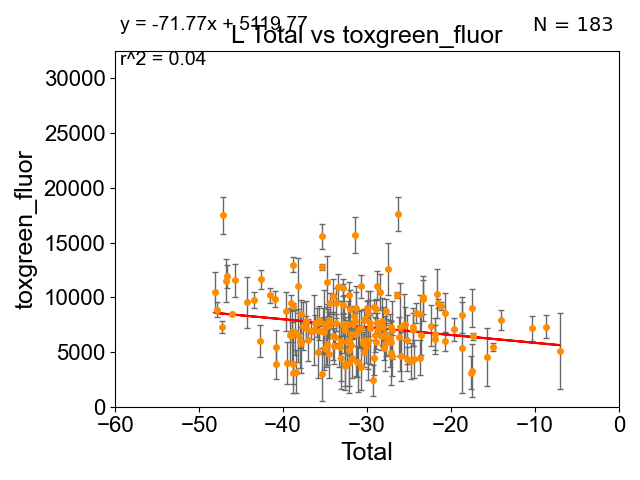 y = -71.77x + 5119.77
N = 183
L Total vs toxgreen_fluor
r^2 = 0.04
30000
25000
20000
15000
10000
5000
0
toxgreen_fluor
−60 −50 −40 −30 −20 −10 0
Total